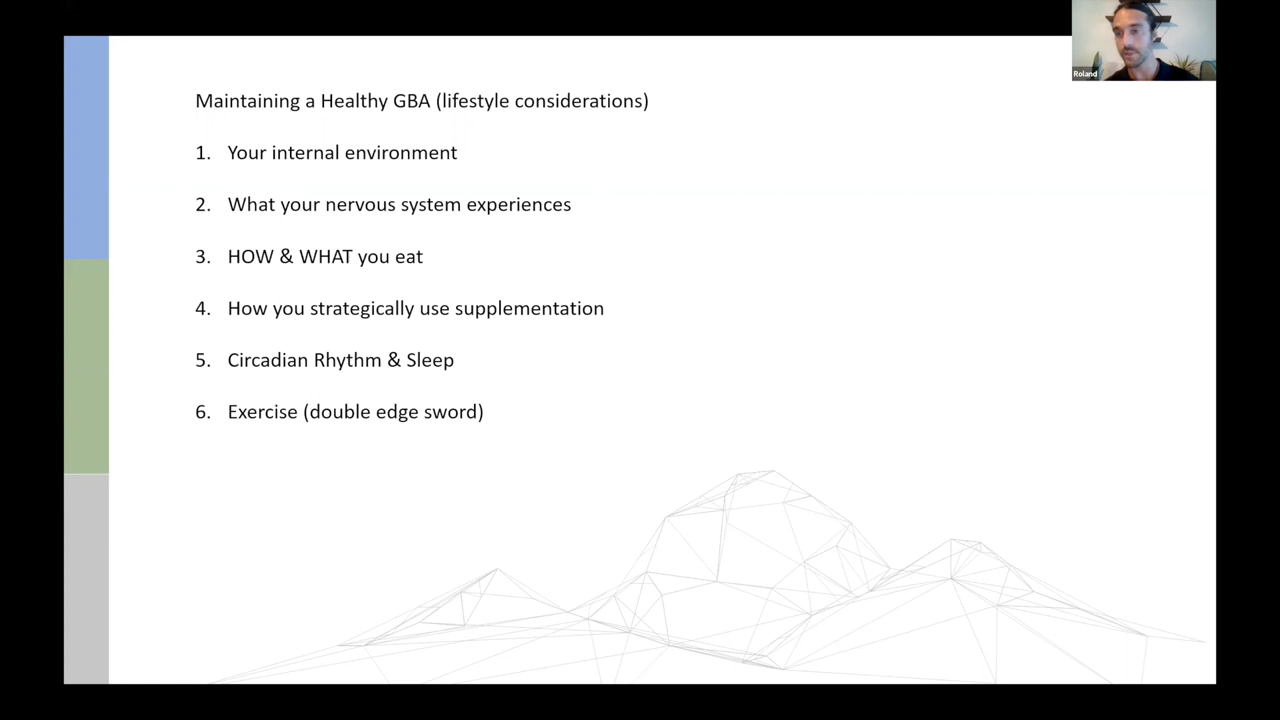 Roland
Maintaining a Healthy GBA (lifestyle considerations)
1. Your internal environment
2. What your nervous system experiences
3. HOW & WHAT you eat
4. How you strategically use supplementation
5. Circadian Rhythm & Sleep
6. Exercise (double edge sword)